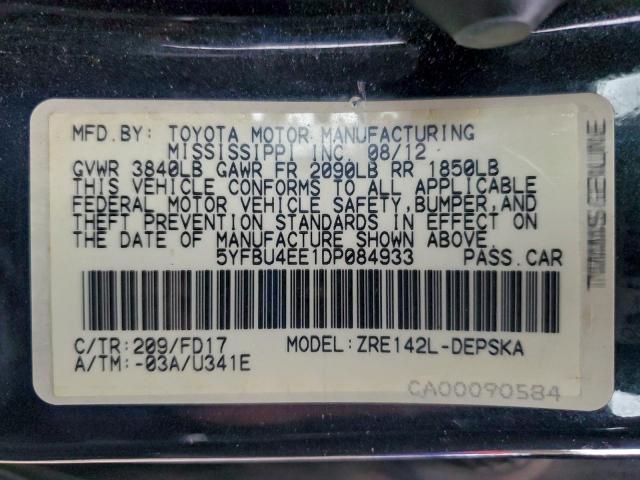 MFD.BY: TOYOTA MOTOR MANUFACTURING
MISSISSIPPI INC. 08/12
GVWR 3840LB GAWR FR 2090LB RR 1850LB
THIS VEHICLE CONFORMS TO ALL APPLICABLE
FEDERAL MOTOR VEHICLE SAFETY,BUMPER,AND
THEFT PREVENTION STANDARDS IN EFFECT ON
THE DATE OF MANUFACTURE SHOWN ABOVE.
5YFBU4EE1DP084933 PASS.CAR
C/TR:209/FD17 MODEL:ZRE142L-DEPSKA
A/TM:-03A/U341E
CA00090584
GENUINE